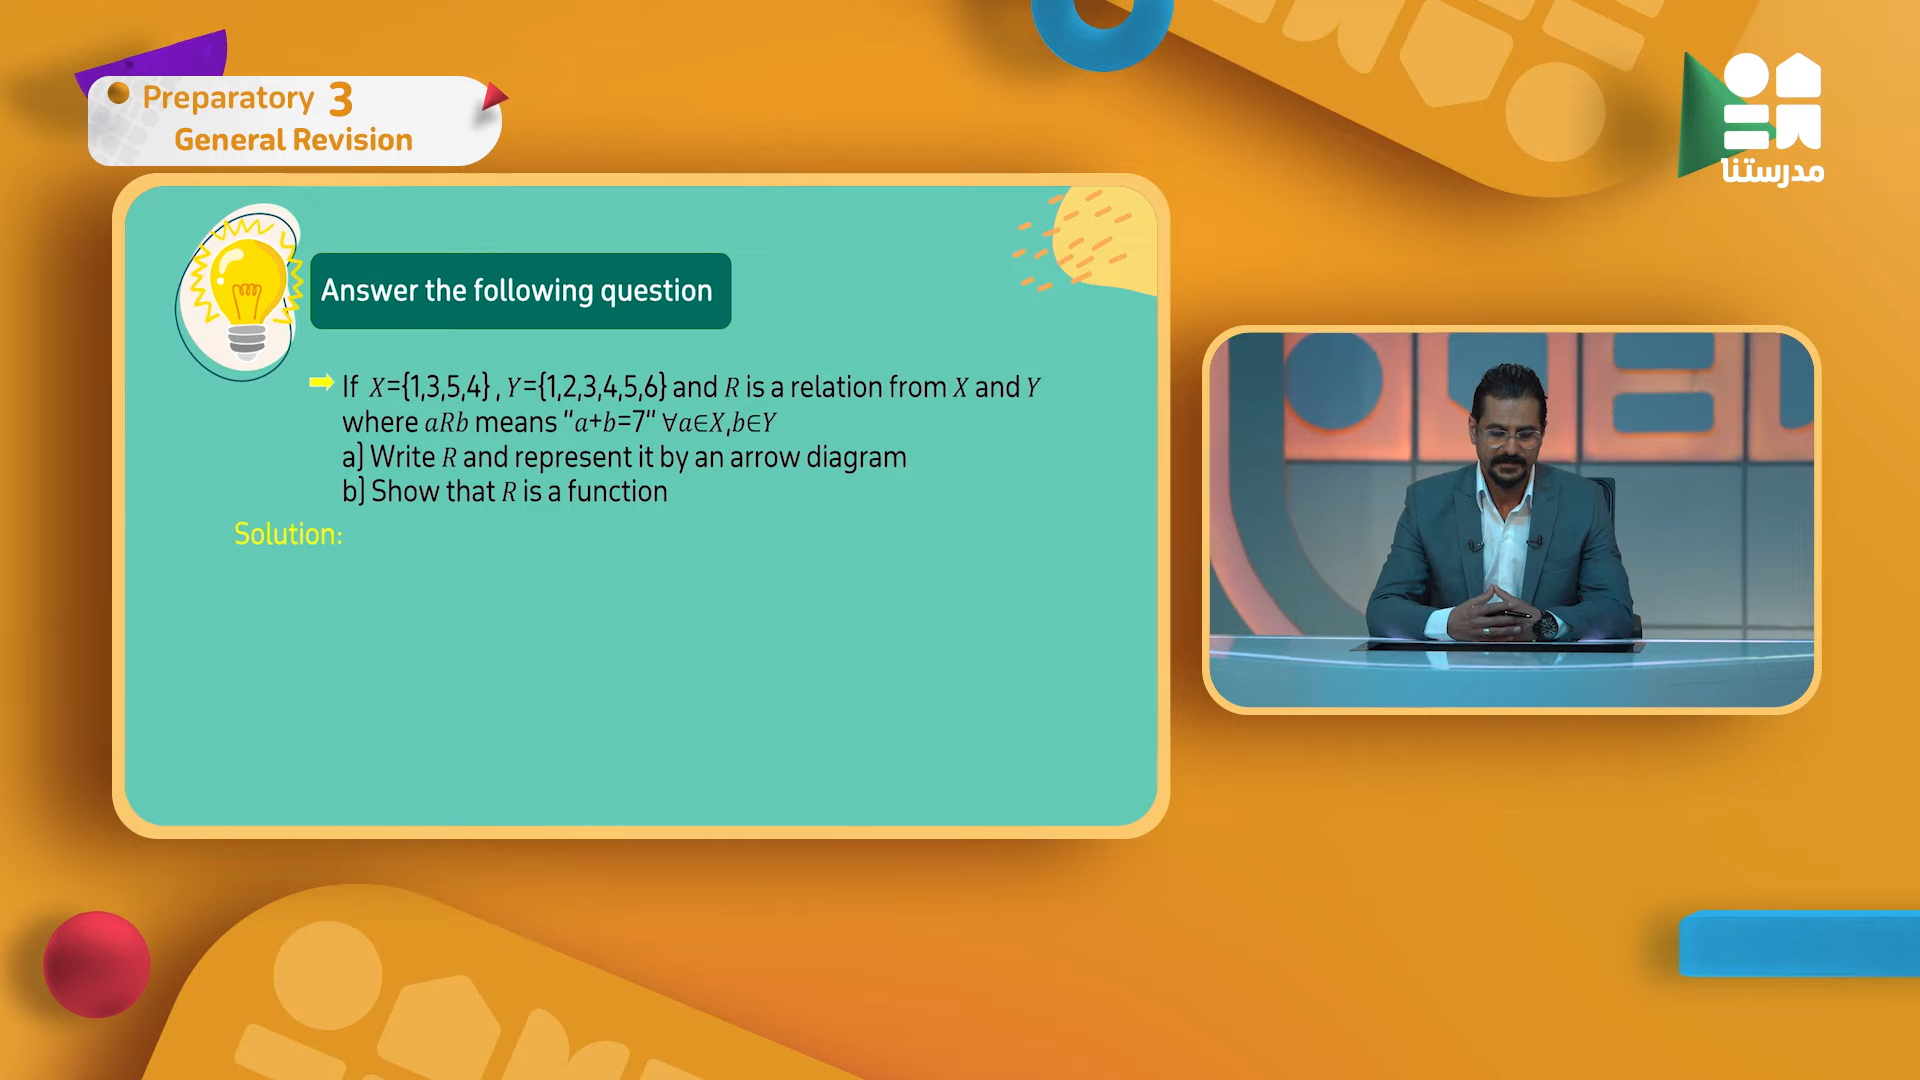 Preparatory 3
General Revision
مدرستنا
Answer the following question
If X={1,3,5,4} , Y={1,2,3,4,5,6} and R is a relation from X and Y
where aRb means "a+b=7" ∀a∈X,b∈Y
a) Write R and represent it by an arrow diagram
b) Show that R is a function
Solution: